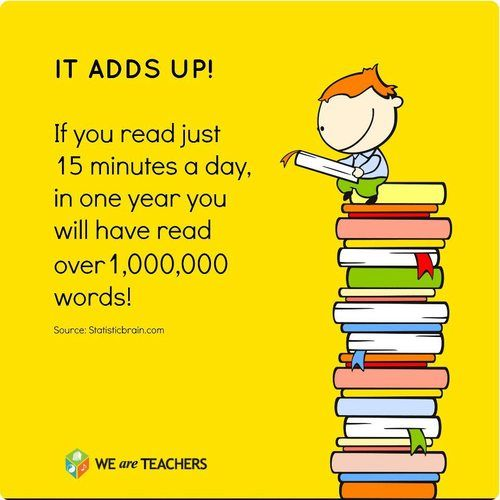 IT ADDS UP!
If you read just
15 minutes a day,
in one year you
will have read
over 1,000,000
words!
Source: Statisticbrain.com
WE are TEACHERS